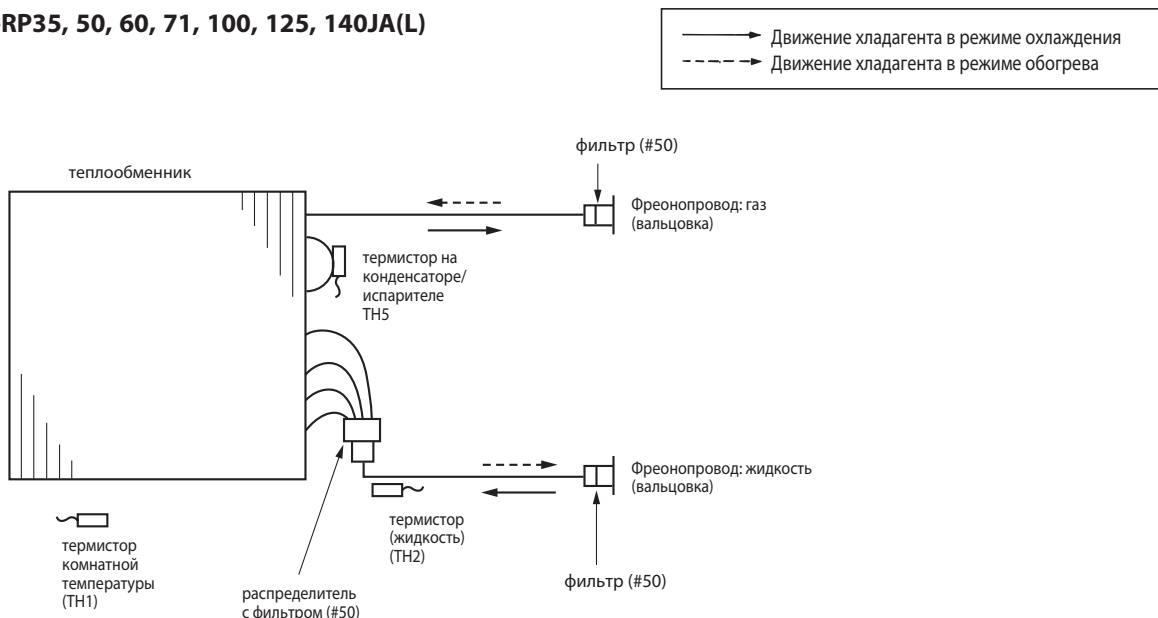 RP35, 50, 60, 71, 100, 125, 140JA(L)
Движение хладагента в режиме охлаждения
Движение хладагента в режиме обогрева
фильтр (#50)
теплообменник
Фреонопровод: газ
(вальцовка)
термистор на
конденсаторе/
испарителе
TH5
Фреонопровод: жидкость
(вальцовка)
термистор
(жидкость)
(TH2)
термистор
комнатной
температуры
(TH1)
фильтр (#50)
распределитель
с фильтром (#50)